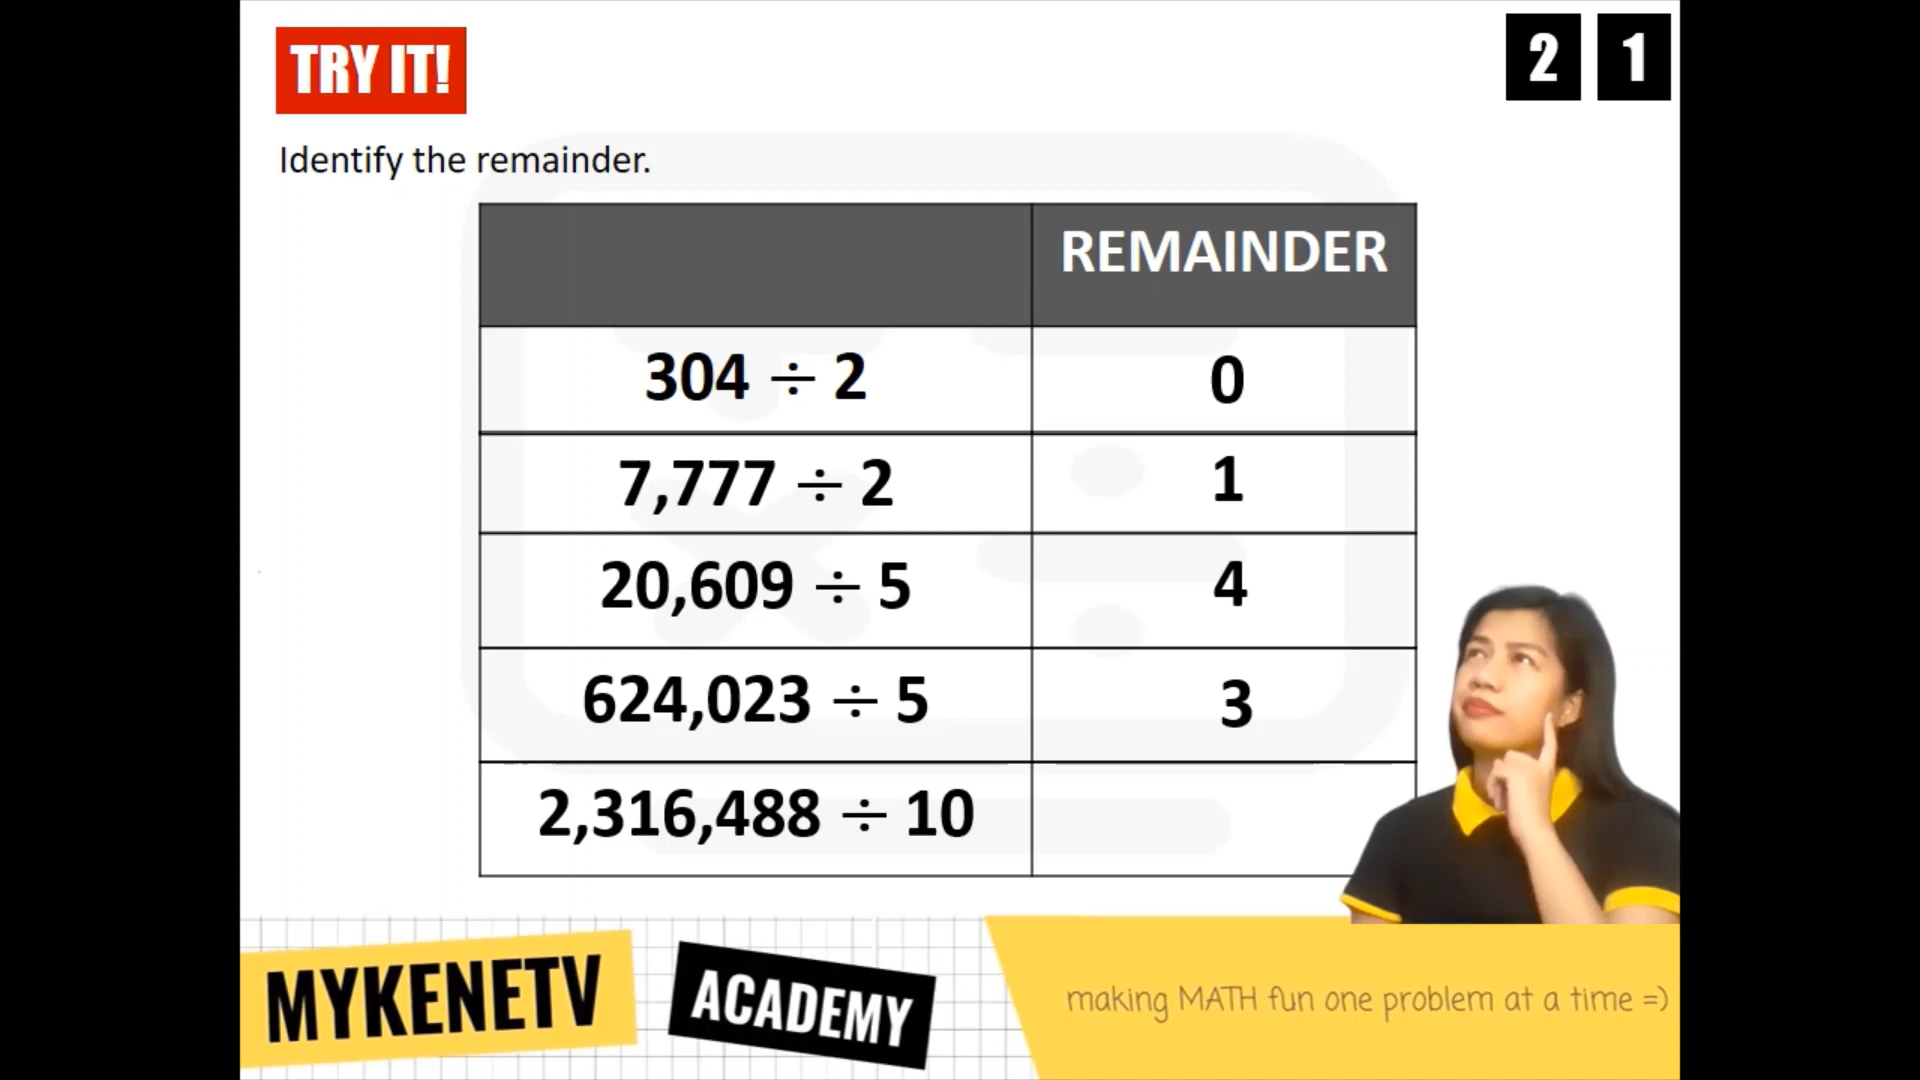 TRY IT!
2 1
Identify the remainder.
REMAINDER
304 ÷ 2 0
7,777 ÷ 2 1
20,609 ÷ 5 4
624,023 ÷ 5 3
2,316,488 ÷ 10
MYKENETV ACADEMY
making MATH fun one problem at a time =)